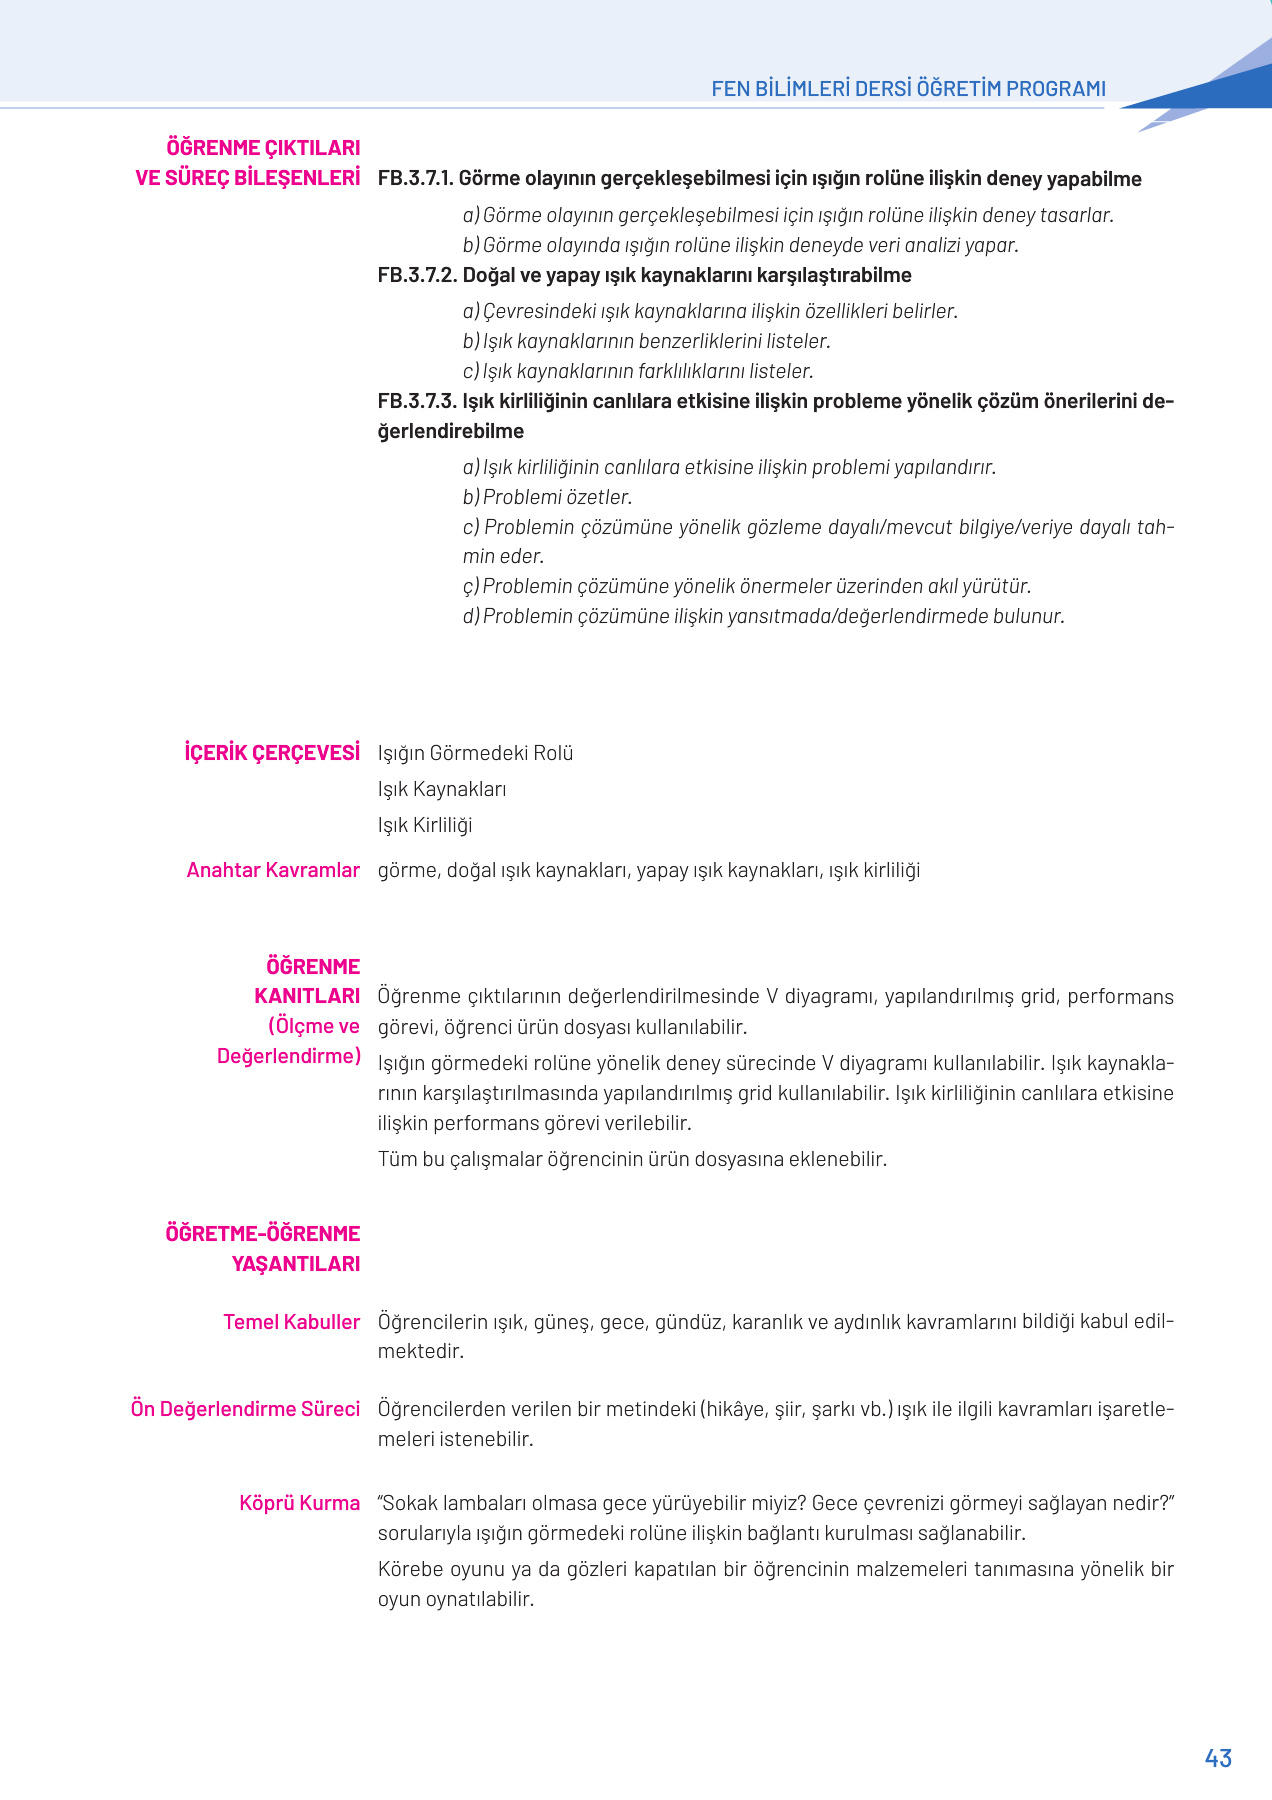 FEN BİLİMLERİ DERSİ ÖĞRETİM PROGRAMI
ÖĞRENME ÇIKTILARI
VE SÜREÇ BİLEŞENLERİ
FB.3.7.1. Görme olayının gerçekleşebilmesi için ışığın rolüne ilişkin deney yapabilme
a) Görme olayının gerçekleşebilmesi için ışığın rolüne ilişkin deney tasarlar.
b) Görme olayında ışığın rolüne ilişkin deneyde veri analizi yapar.
FB.3.7.2. Doğal ve yapay ışık kaynaklarını karşılaştırabilme
a) Çevresindeki ışık kaynaklarına ilişkin özellikleri belirler.
b) Işık kaynaklarının benzerliklerini listeler.
c) Işık kaynaklarının farklılıklarını listeler.
FB.3.7.3. Işık kirliliğinin canlılara etkisine ilişkin probleme yönelik çözüm önerilerini de-
ğerlendirebilme
a) Işık kirliliğinin canlılara etkisine ilişkin problemi yapılandırır.
b) Problemi özetler.
c) Problemin çözümüne yönelik gözleme dayalı/mevcut bilgiye/veriye dayalı tah-
min eder.
ç) Problemin çözümüne yönelik önermeler üzerinden akıl yürütür.
d) Problemin çözümüne ilişkin yansıtmada/değerlendirmede bulunur.
İÇERİK ÇERÇEVESİ
Işığın Görmedeki Rolü
Işık Kaynakları
Işık Kirliliği
Anahtar Kavramlar
görme, doğal ışık kaynakları, yapay ışık kaynakları, ışık kirliliği
ÖĞRENME
KANITLARI
(Ölçme ve
Değerlendirme)
Öğrenme çıktılarının değerlendirilmesinde V diyagramı, yapılandırılmış grid, performans
görevi, öğrenci ürün dosyası kullanılabilir.
Işığın görmedeki rolüne yönelik deney sürecinde V diyagramı kullanılabilir. Işık kaynakla-
rının karşılaştırılmasında yapılandırılmış grid kullanılabilir. Işık kirliliğinin canlılara etkisine
ilişkin performans görevi verilebilir.
Tüm bu çalışmalar öğrencinin ürün dosyasına eklenebilir.
ÖĞRETME-ÖĞRENME
YAŞANTILARI
Temel Kabuller
Öğrencilerin ışık, güneş, gece, gündüz, karanlık ve aydınlık kavramlarını bildiği kabul edil-
mektedir.
Ön Değerlendirme Süreci
Öğrencilerden verilen bir metindeki (hikâye, şiir, şarkı vb.) ışık ile ilgili kavramları işaretle-
meleri istenebilir.
Köprü Kurma
“Sokak lambaları olmasa gece yürüyebilir miyiz? Gece çevrenizi görmeyi sağlayan nedir?”
sorularıyla ışığın görmedeki rolüne ilişkin bağlantı kurulması sağlanabilir.
Körebe oyunu ya da gözleri kapatılan bir öğrencinin malzemeleri tanımasına yönelik bir
oyun oynatılabilir.
43